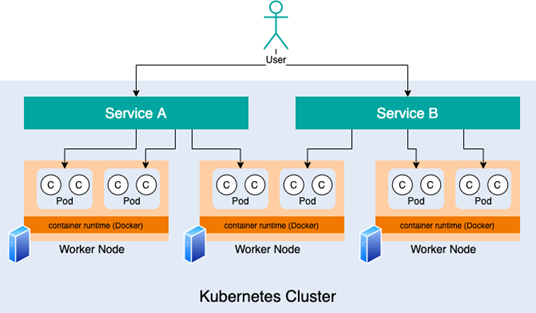 User
Service A
Service B
C C C C C C C C C C C C
Pod Pod Pod Pod Pod Pod
container runtime (Docker) container runtime (Docker) container runtime (Docker)
Worker Node Worker Node Worker Node
Kubernetes Cluster